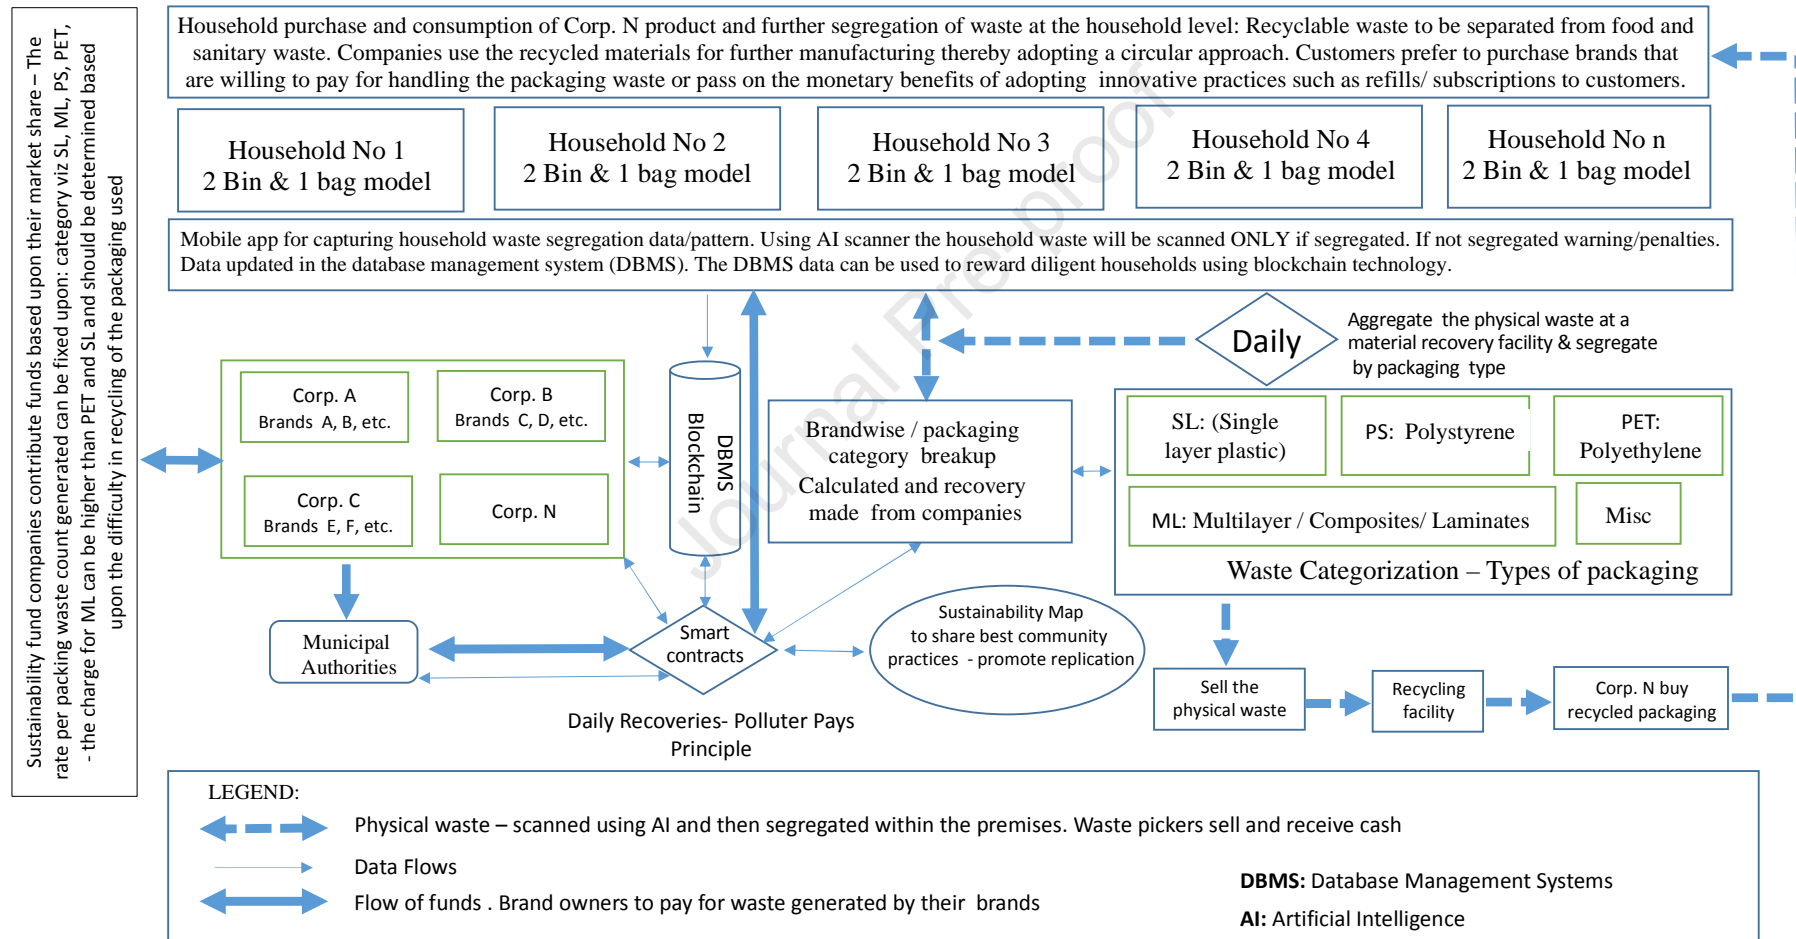 Sustainability fund companies contribute funds based upon their market share – The
rate per packing waste count generated can be fixed upon: category viz SL, ML, PS, PET,
- the charge for ML can be higher than PET and SL and should be determined based
upon the difficulty in recycling of the packaging used
Household purchase and consumption of Corp. N product and further segregation of waste at the household level: Recyclable waste to be separated from food and
sanitary waste. Companies use the recycled materials for further manufacturing thereby adopting a circular approach. Customers prefer to purchase brands that
are willing to pay for handling the packaging waste or pass on the monetary benefits of adopting innovative practices such as refills/ subscriptions to customers.
Household No 1
2 Bin & 1 bag model
Household No 2
2 Bin & 1 bag model
Household No 3
2 Bin & 1 bag model
Household No 4
2 Bin & 1 bag model
Household No n
2 Bin & 1 bag model
Mobile app for capturing household waste segregation data/pattern. Using AI scanner the household waste will be scanned ONLY if segregated. If not segregated warning/penalties.
Data updated in the database management system (DBMS). The DBMS data can be used to reward diligent households using blockchain technology.
Daily
Aggregate the physical waste at a
material recovery facility & segregate
by packaging type
Corp. A
Brands A, B, etc.
Corp. B
Brands C, D, etc.
Corp. C
Brands E, F, etc.
Corp. N
DBMS
Blockchain
Brandwise / packaging
category breakup
Calculated and recovery
made from companies
SL: (Single
layer plastic)
PS: Polystyrene
PET:
Polyethylene
ML: Multilayer / Composites/ Laminates
Misc
Waste Categorization – Types of packaging
Municipal
Authorities
Smart
contracts
Sustainability Map
to share best community
practices - promote replication
Daily Recoveries- Polluter Pays
Principle
Sell the
physical waste
Recycling
facility
Corp. N buy
recycled packaging
LEGEND:
Physical waste – scanned using AI and then segregated within the premises. Waste pickers sell and receive cash
Data Flows
Flow of funds . Brand owners to pay for waste generated by their brands
DBMS: Database Management Systems
AI: Artificial Intelligence
Journal Pre-proof